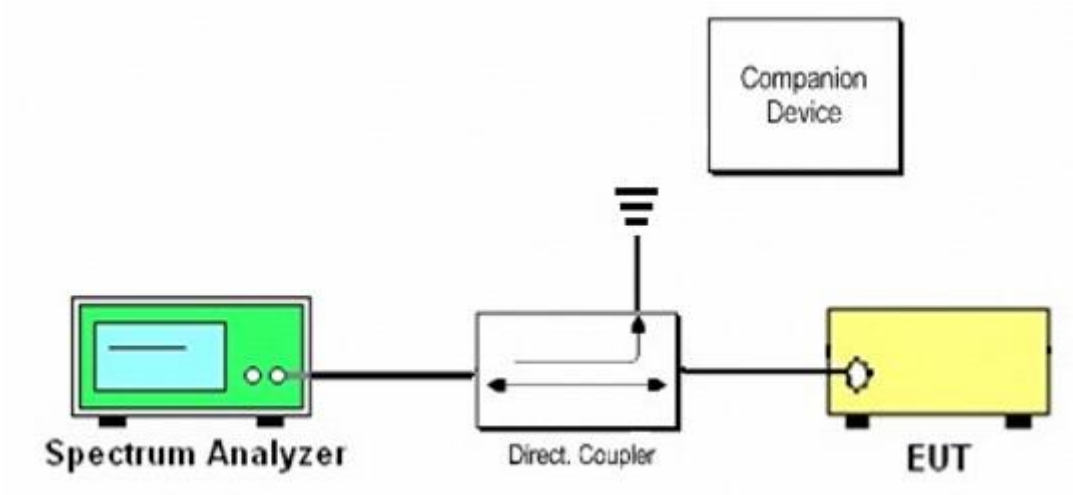 Companion
Device
Spectrum Analyzer
Direct. Coupler
EUT